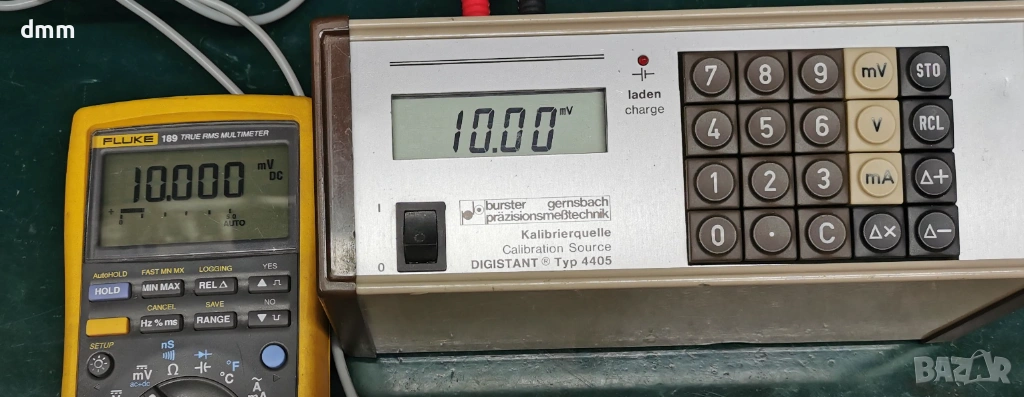 dmm
FLUKE 189 TRUE RMS MULTIMETER
10.000 mV DC
AUTO
AutoHOLD FAST MN MX LOGGING YES
HOLD MIN MAX REL Δ
CANCEL SAVE NO
Hz % ms RANGE
SETUP
nS
mV Ω °F
°C A
mA
10.00 mV
laden
charge
I
0
burster gernsbach
präzisionsmeßtechnik
Kalibrierquelle
Calibration Source
DIGISTANT ® Typ 4405
7 8 9 mV STO
4 5 6 V RCL
1 2 3 mA Δ+
0 · C Δx Δ−
BAZAR